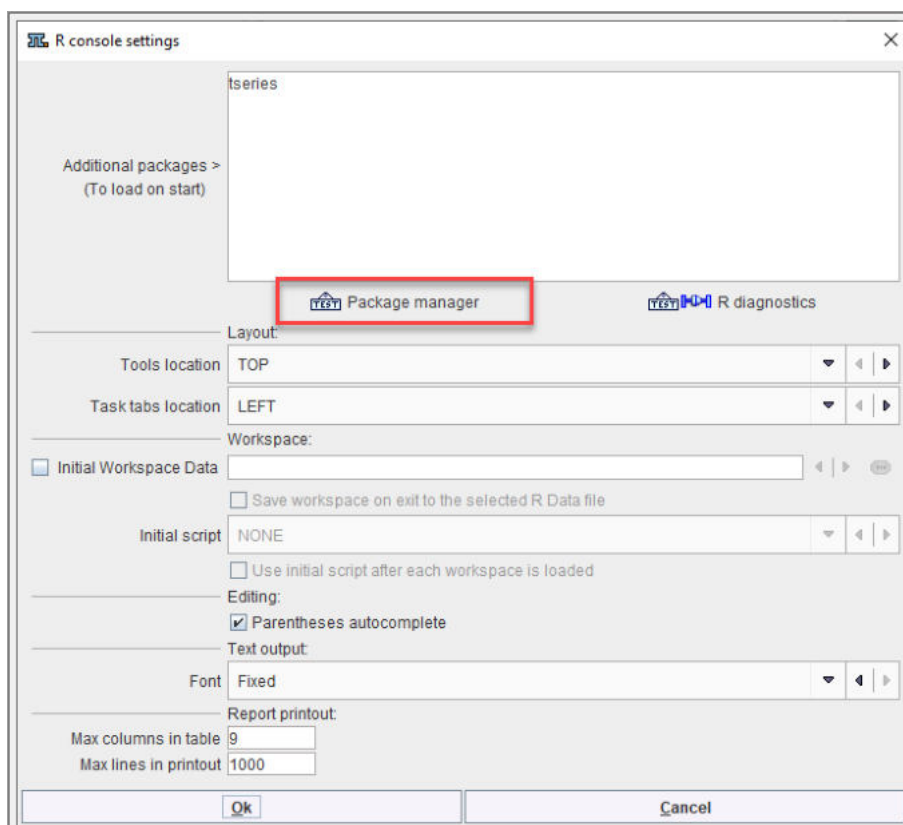 R console settings
tseries
Additional packages >
(To load on start)
TEST Package manager
TEST R diagnostics
Layout:
Tools location TOP
Task tabs location LEFT
Workspace:
Initial Workspace Data
Save workspace on exit to the selected R Data file
Initial script NONE
Use initial script after each workspace is loaded
Editing:
Parentheses autocomplete
Text output:
Font Fixed
Report printout:
Max columns in table 9
Max lines in printout 1000
Ok Cancel